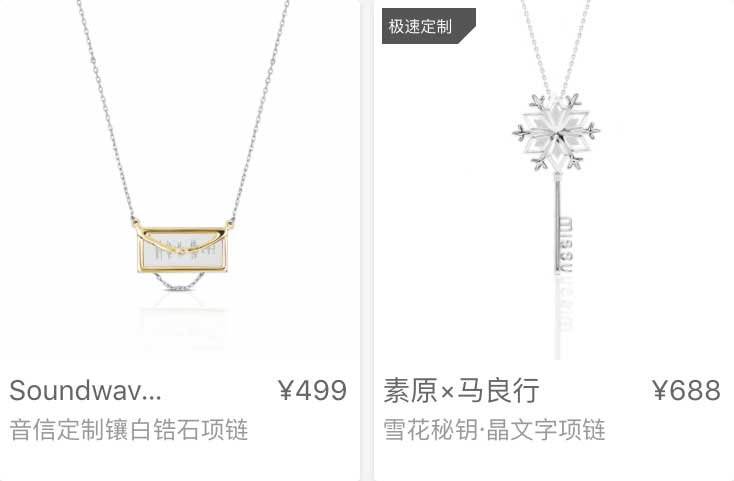 极速定制
Soundwav... ¥499
音信定制镶白锆石项链
素原×马良行 ¥688
雪花秘钥·晶文字项链